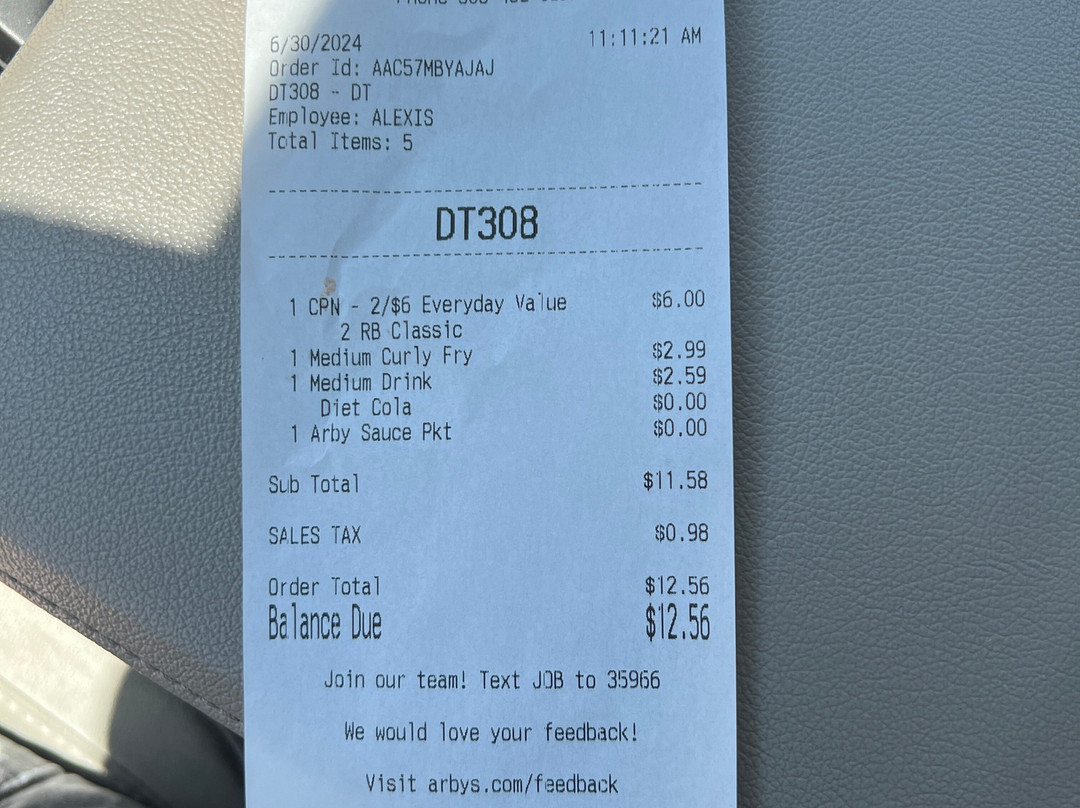 6/30/2024 11:11:21 AM
Order Id: AAC57MBYAJAJ
DT308 - DT
Employee: ALEXIS
Total Items: 5
DT308
1 CPN - 2/$6 Everyday Value $6.00
2 RB Classic
1 Medium Curly Fry $2.99
1 Medium Drink $2.59
Diet Cola $0.00
1 Arby Sauce Pkt $0.00
Sub Total $11.58
SALES TAX $0.98
Order Total $12.56
Balance Due $12.56
Join our team! Text JOB to 35966
We would love your feedback!
Visit arbys.com/feedback